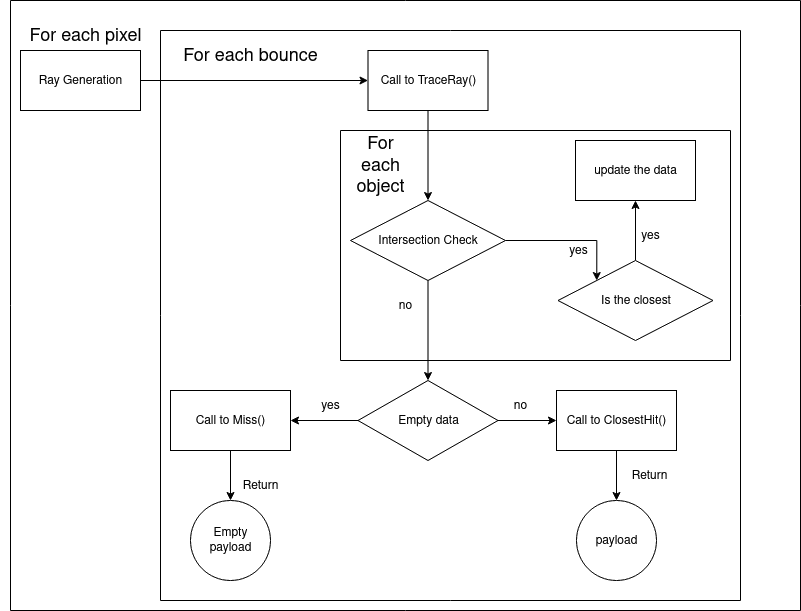 For each pixel
For each bounce
Ray Generation
Call to TraceRay()
For
each
object
update the data
Intersection Check
yes
yes
Is the closest
no
Call to Miss()
yes
Empty data
no
Call to ClosestHit()
Return
Return
Empty
payload
payload